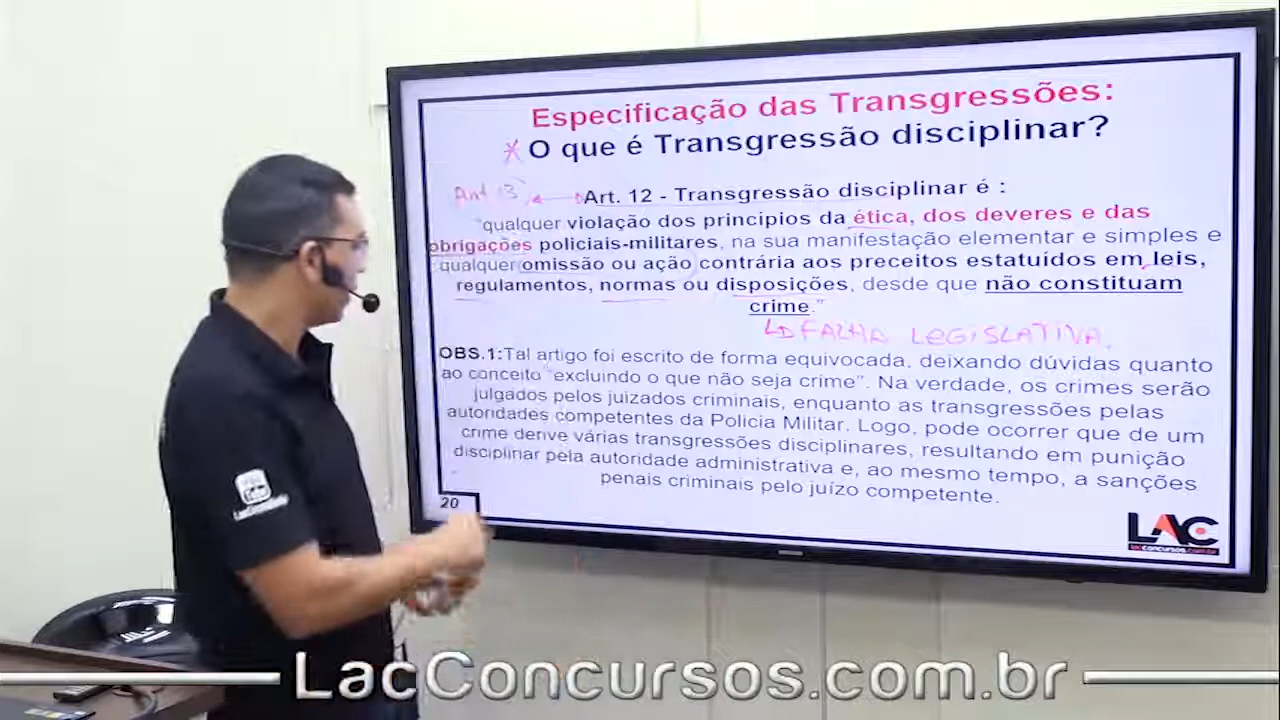 Especificação das Transgressões:
* O que é Transgressão disciplinar?
Art. 13
Art. 12 - Transgressão disciplinar é :
"qualquer violação dos principios da ética, dos deveres e das
obrigações policiais-militares, na sua manifestação elementar e simples e
qualquer omissão ou ação contrária aos preceitos estatuídos em leis,
regulamentos, normas ou disposições, desde que não constituam
crime."
FALHA LEGISLATIVA.
OBS.1:Tal artigo foi escrito de forma equivocada, deixando dúvidas quanto
ao conceito "excluindo o que não seja crime". Na verdade, os crimes serão
julgados pelos juizados criminais, enquanto as transgressões pelas
autoridades competentes da Policia Militar. Logo, pode ocorrer que de um
crime derive várias transgressões disciplinares, resultando em punição
disciplinar pela autoridade administrativa e, ao mesmo tempo, a sanções
penais criminais pelo juízo competente.
20
LAC
lacconcursos.com.br
LacConcursos.com.br